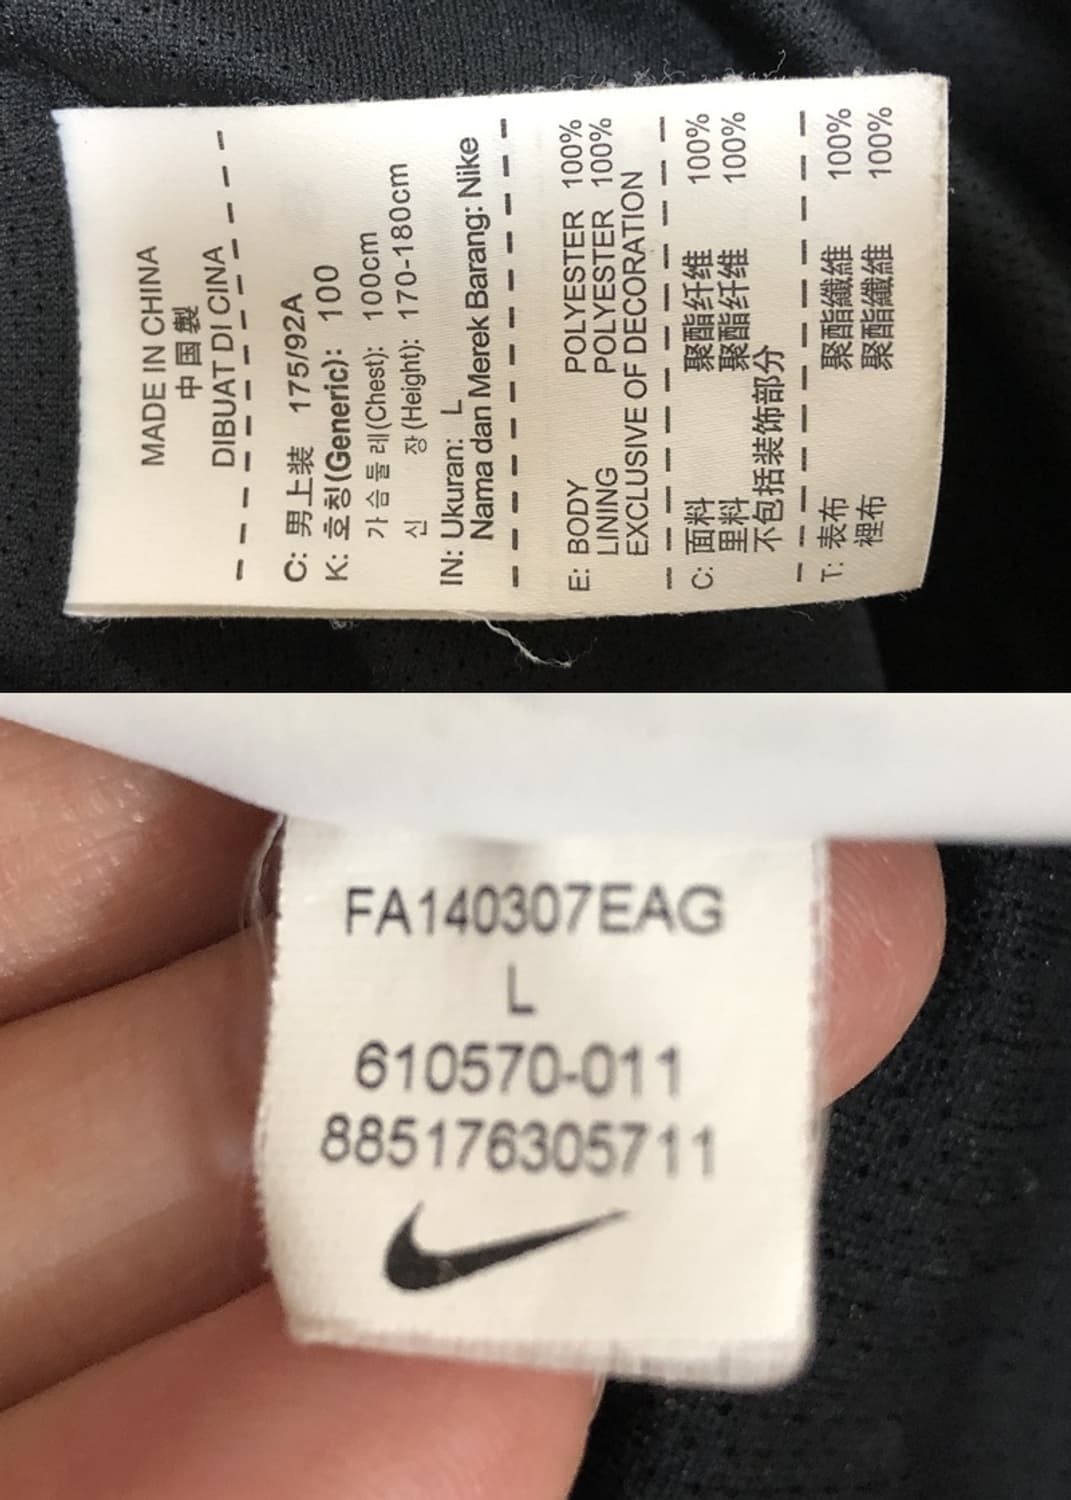 MADE IN CHINA
中国製
DIBUAT DI CINA
C: 男上装 175/92A
K: 호칭(Generic): 100
가슴둘레(Chest): 100cm
신 장(Height): 170-180cm
IN: Ukuran: L
Nama dan Merek Barang: Nike
E: BODY POLYESTER 100%
LINING POLYESTER 100%
EXCLUSIVE OF DECORATION
C: 面料 聚酯纤维 100%
里料 聚酯纤维 100%
不包括装饰部分
T: 表布 聚酯纖維 100%
裡布 聚酯纖維 100%
FA140307EAG
L
610570-011
885176305711